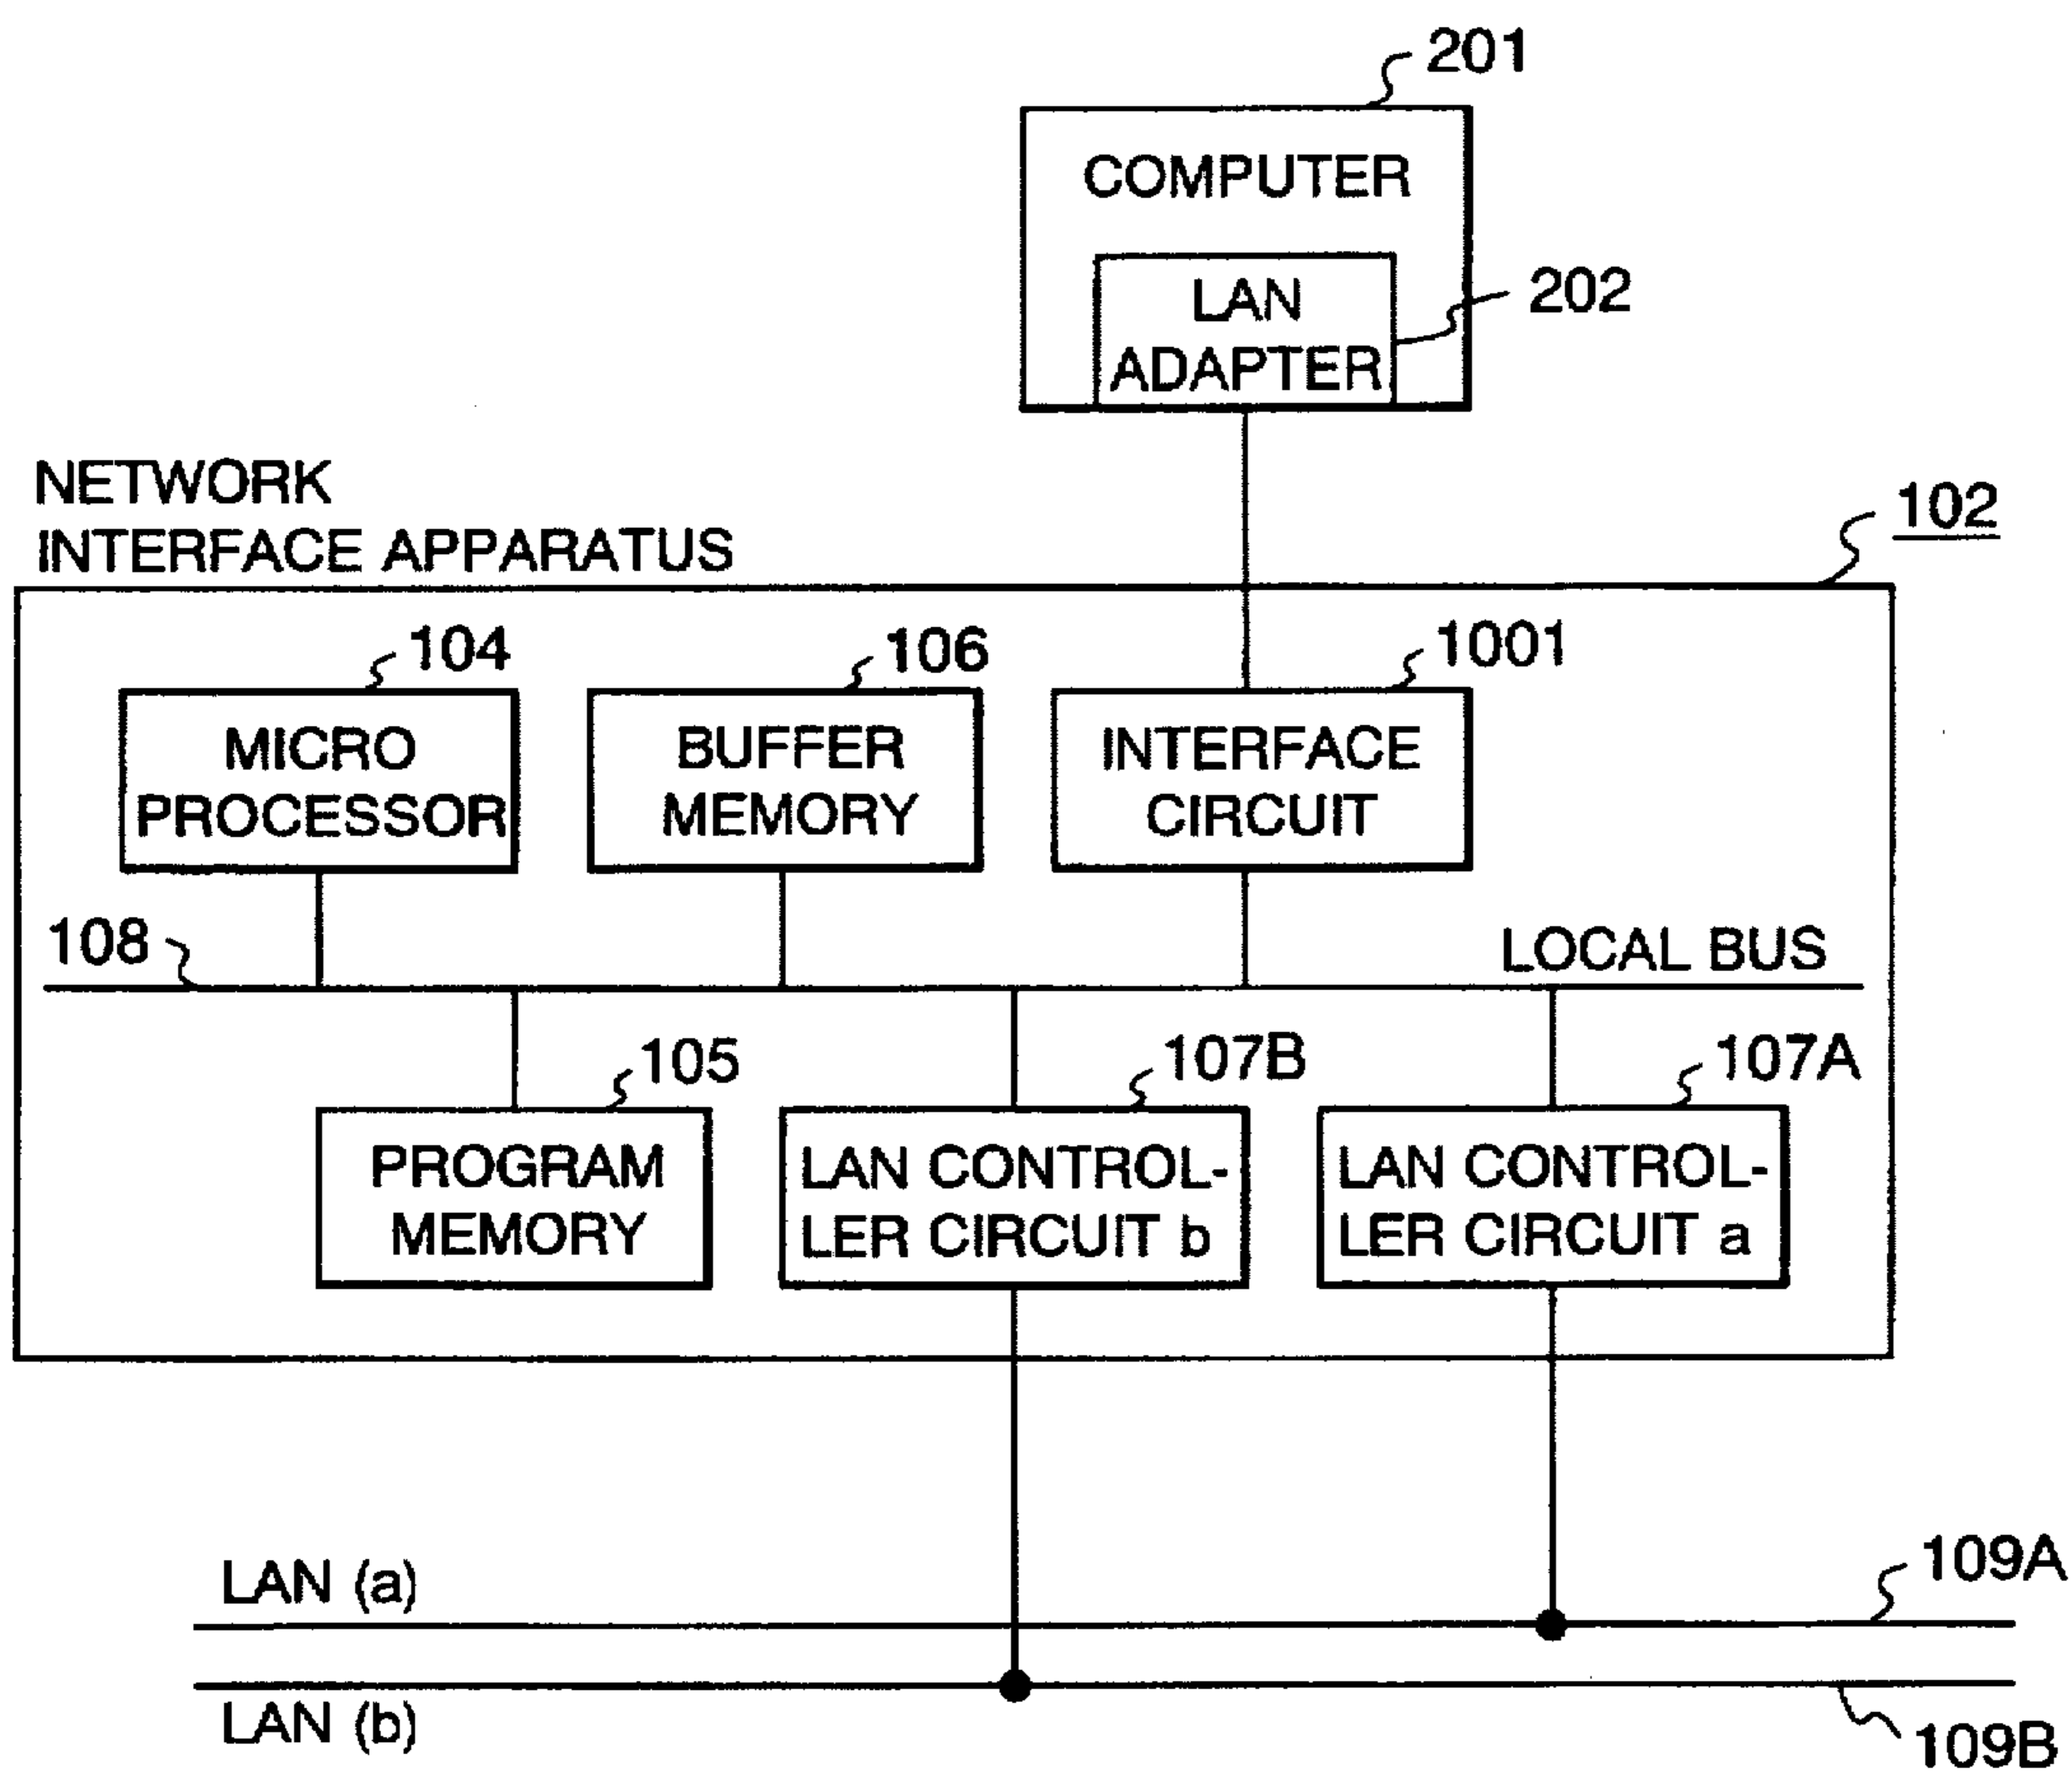 201
COMPUTER
LAN
ADAPTER
202
NETWORK
INTERFACE APPARATUS
102
104
106
1001
MICRO
PROCESSOR
BUFFER
MEMORY
INTERFACE
CIRCUIT
108
LOCAL BUS
105
107B
107A
PROGRAM
MEMORY
LAN CONTROL-
LER CIRCUIT b
LAN CONTROL-
LER CIRCUIT a
LAN (a)
109A
LAN (b)
109B